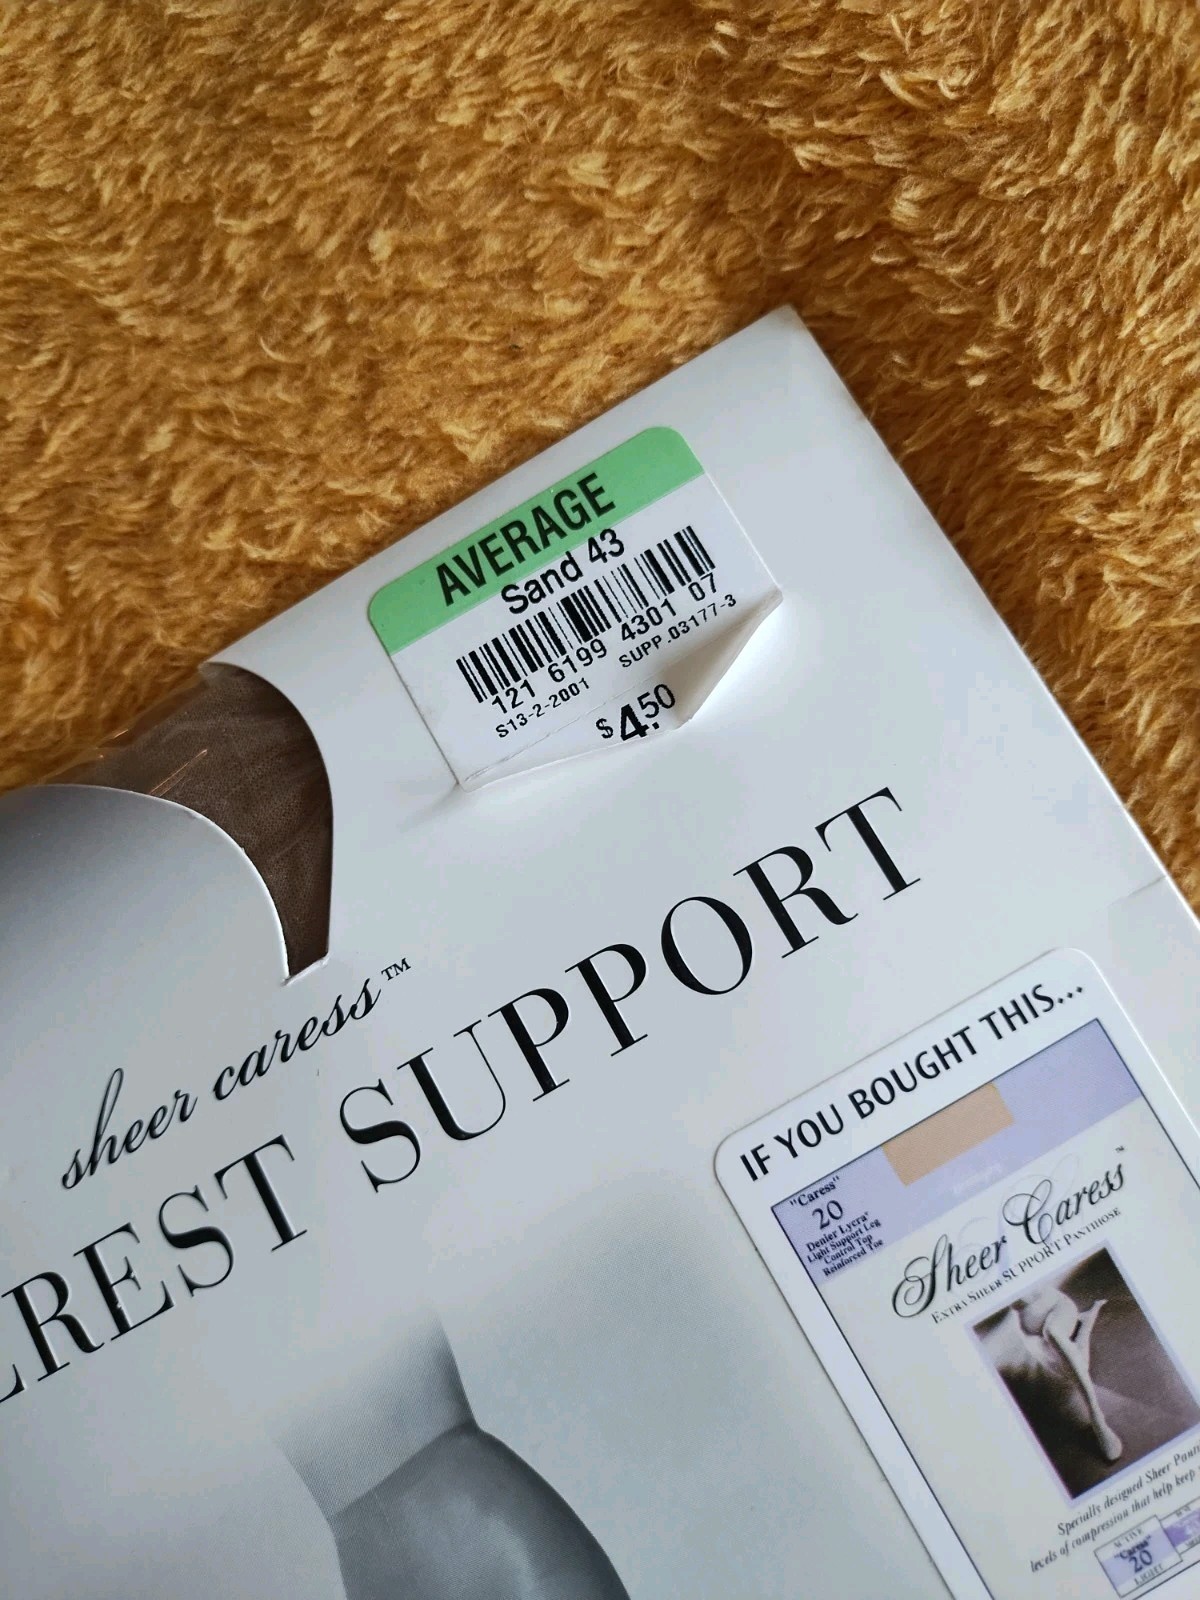 AVERAGE
Sand 43
121 6199 4301 07
S13-2-2001 SUPP.03177-3
$4.50
sheer caress™
REST SUPPORT
IF YOU BOUGHT THIS...
"Caress"
20
Denier Lycra®
Light Support Leg
Control Top
Reinforced Toe
Sheer Caress™
EXTRA SHEER SUPPORT PANTIHOSE
Specially designed Sheer
levels of compression that help keep
"Caress"
20
LIGHT